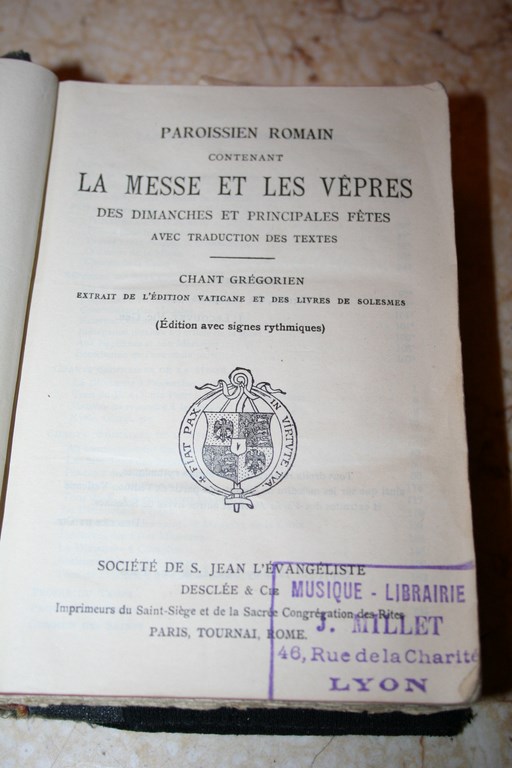 PAROISSIEN ROMAIN
CONTENANT
LA MESSE ET LES VÊPRES
DES DIMANCHES ET PRINCIPALES FÊTES
AVEC TRADUCTION DES TEXTES
CHANT GRÉGORIEN
EXTRAIT DE L'ÉDITION VATICANE ET DES LIVRES DE SOLESMES
(Édition avec signes rythmiques)
+ FIAT PAX IN VIRTVTE TVA
SOCIÉTÉ DE S. JEAN L'ÉVANGÉLISTE
DESCLÉE & Cie
Imprimeurs du Saint-Siège et de la Sacrée Congrégation des Rites
PARIS, TOURNAI, ROME.
MUSIQUE - LIBRAIRIE
J. MILLET
46, Rue de la Charité
LYON